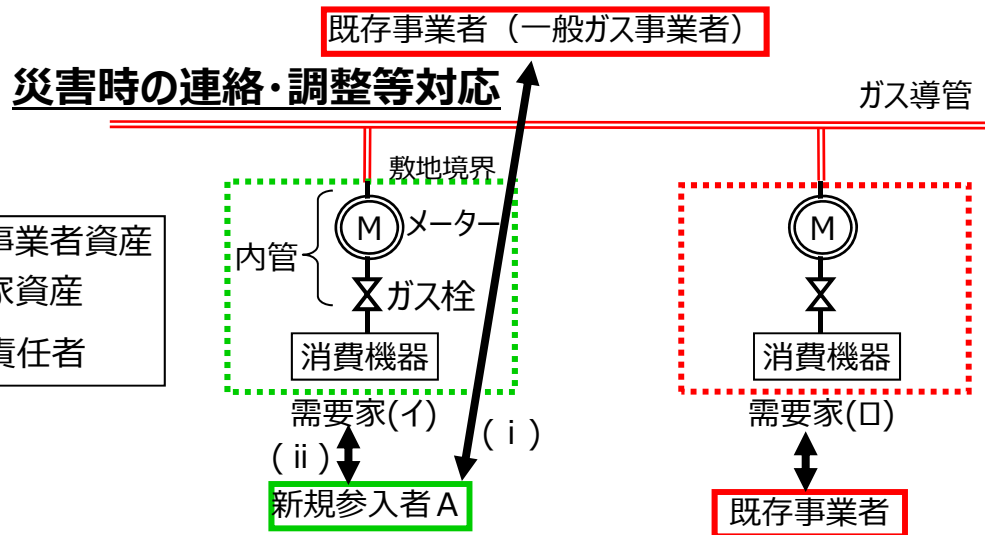 既存事業者（一般ガス事業者）
災害時の連絡・調整等対応
ガス導管
敷地境界
M
メーター
内管
ガス栓
消費機器
需要家(イ)
(ⅰ)
(ⅱ)
新規参入者A
M
消費機器
需要家(ロ)
既存事業者
事業者資産
家資産
責任者